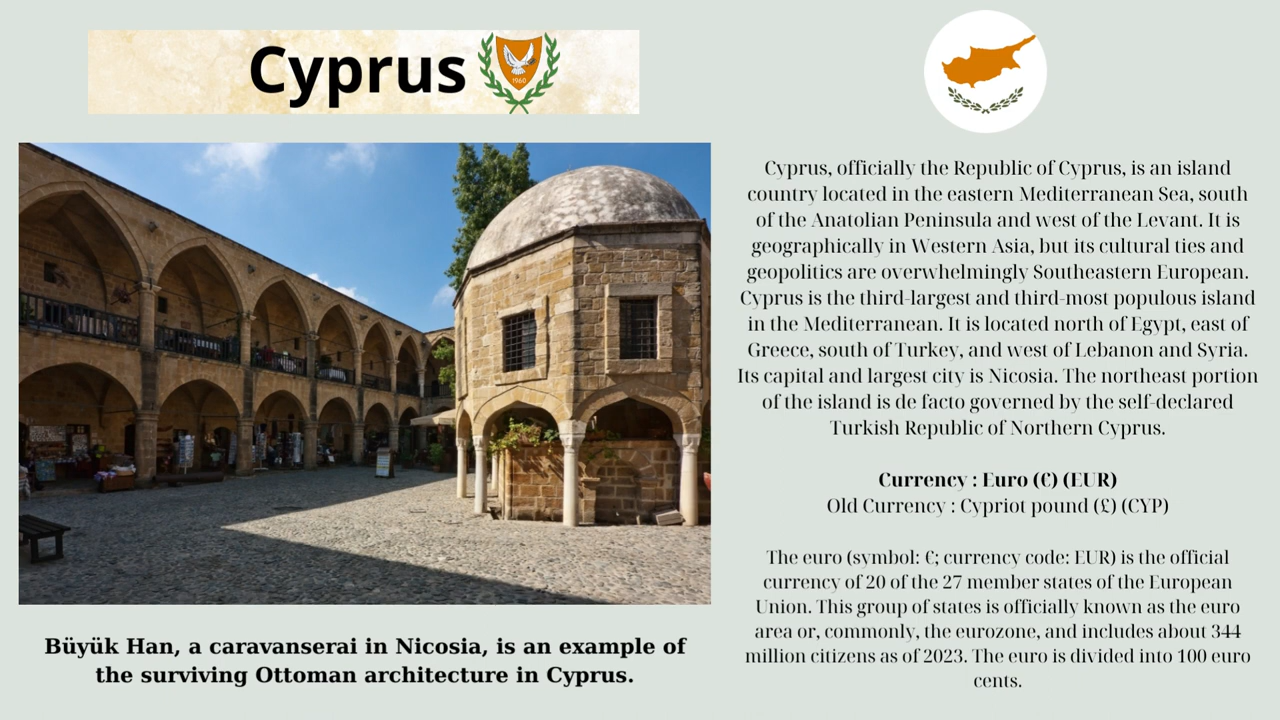 Cyprus
1960
Büyük Han, a caravanserai in Nicosia, is an example of
the surviving Ottoman architecture in Cyprus.
Cyprus, officially the Republic of Cyprus, is an island
country located in the eastern Mediterranean Sea, south
of the Anatolian Peninsula and west of the Levant. It is
geographically in Western Asia, but its cultural ties and
geopolitics are overwhelmingly Southeastern European.
Cyprus is the third-largest and third-most populous island
in the Mediterranean. It is located north of Egypt, east of
Greece, south of Turkey, and west of Lebanon and Syria.
Its capital and largest city is Nicosia. The northeast portion
of the island is de facto governed by the self-declared
Turkish Republic of Northern Cyprus.
Currency : Euro (€) (EUR)
Old Currency : Cypriot pound (£) (CYP)
The euro (symbol: €; currency code: EUR) is the official
currency of 20 of the 27 member states of the European
Union. This group of states is officially known as the euro
area or, commonly, the eurozone, and includes about 344
million citizens as of 2023. The euro is divided into 100 euro
cents.